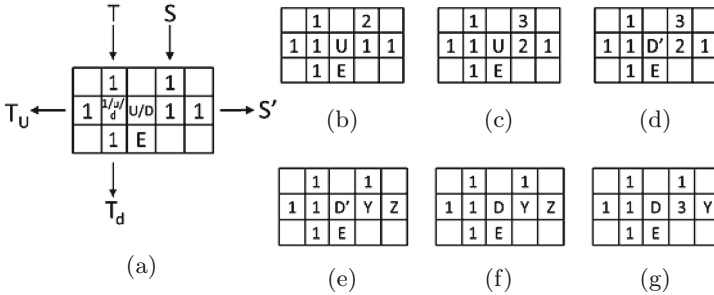 T S
1 1
T_U 1 1/u/d U/D 1 1 S'
1 E
T_d
(a)
1 2
1 1 U 1 1
1 E
(b)
1 3
1 1 U 2 1
1 E
(c)
1 3
1 1 D' 2 1
1 E
(d)
1 1
1 1 D' Y Z
1 E
(e)
1 1
1 1 D Y Z
1 E
(f)
1 1
1 1 D 3 Y
1 E
(g)